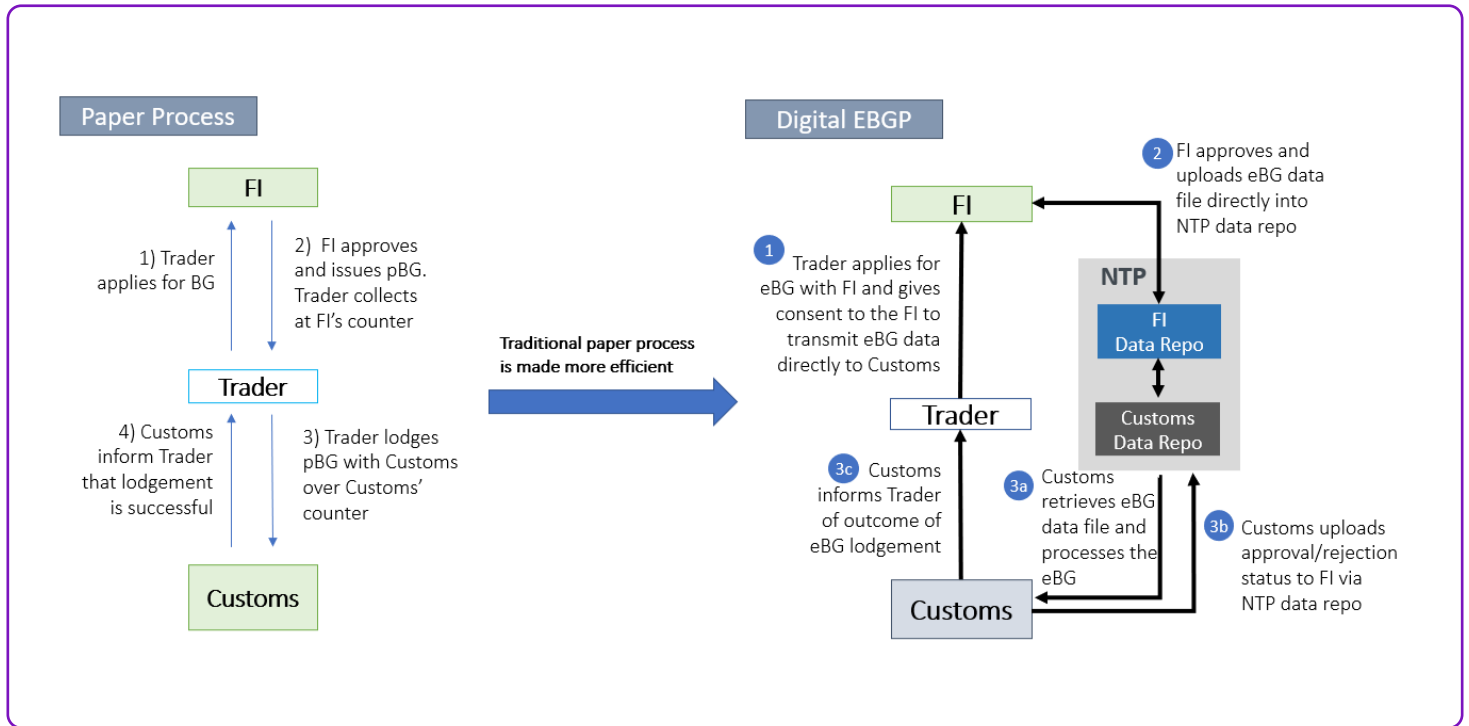 Paper Process
FI
1) Trader
applies for BG
2) FI approves
and issues pBG.
Trader collects
at FI’s counter
Trader
4) Customs
inform Trader
that lodgement
is successful
3) Trader lodges
pBG with Customs
over Customs’
counter
Customs
Traditional paper process
is made more efficient
Digital EBGP
FI
2
FI approves and
uploads eBG data
file directly into
NTP data repo
1
Trader applies for
eBG with FI and gives
consent to the FI to
transmit eBG data
directly to Customs
NTP
FI
Data Repo
Customs
Data Repo
Trader
3c
Customs
informs Trader
of outcome of
eBG lodgement
3a
Customs
retrieves eBG
data file and
processes the
eBG
3b
Customs uploads
approval/rejection
status to FI via
NTP data repo
Customs